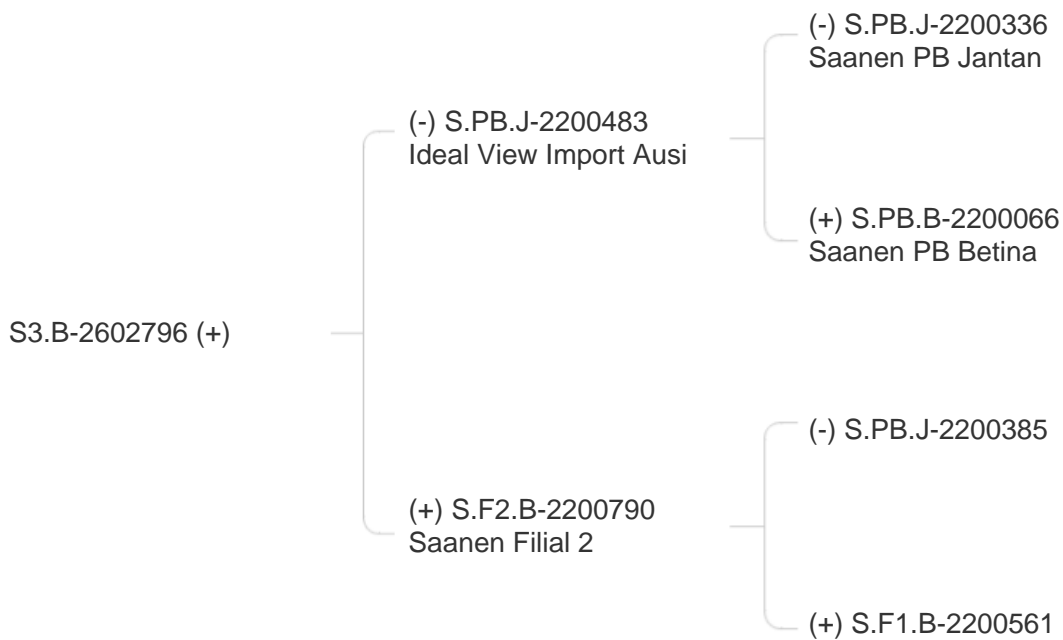 (-) S.PB.J-2200336
Saanen PB Jantan
(-) S.PB.J-2200483
Ideal View Import Ausi
(+) S.PB.B-2200066
Saanen PB Betina
S3.B-2602796 (+)
(-) S.PB.J-2200385
(+) S.F2.B-2200790
Saanen Filial 2
(+) S.F1.B-2200561